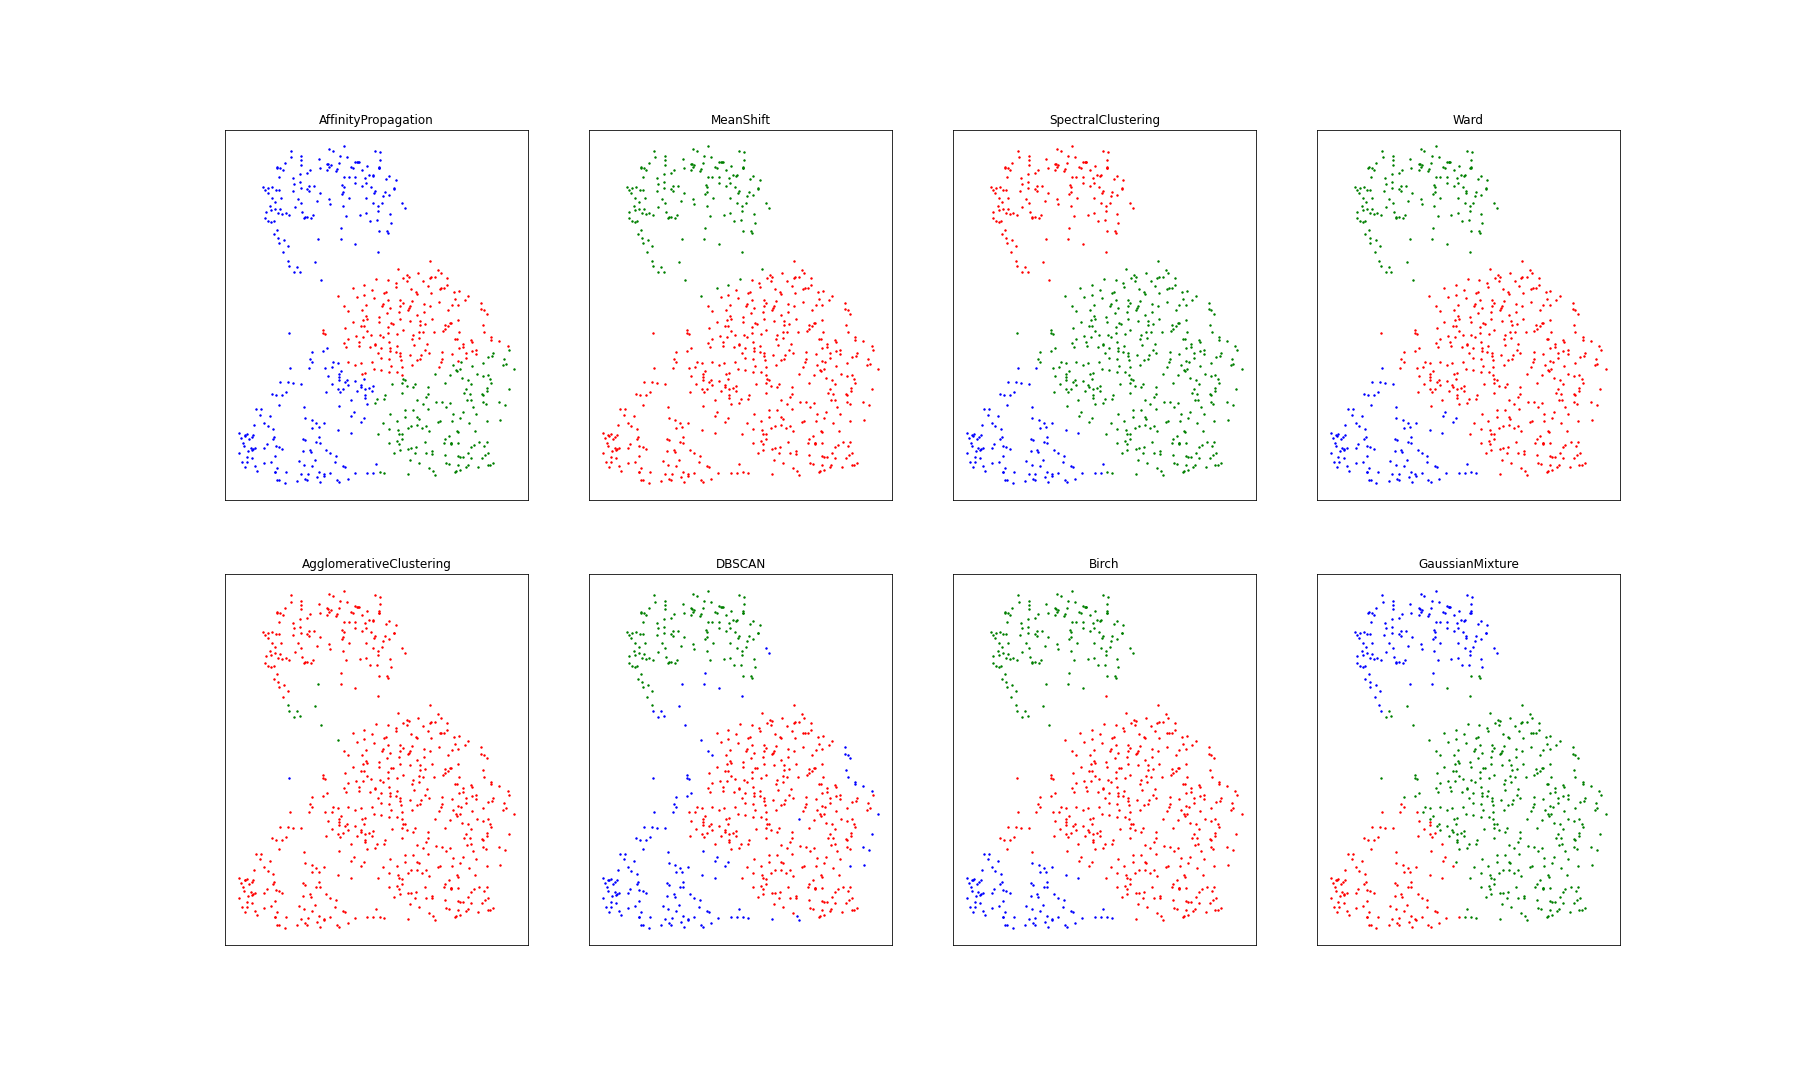 AffinityPropagation
MeanShift
SpectralClustering
Ward
AgglomerativeClustering
DBSCAN
Birch
GaussianMixture